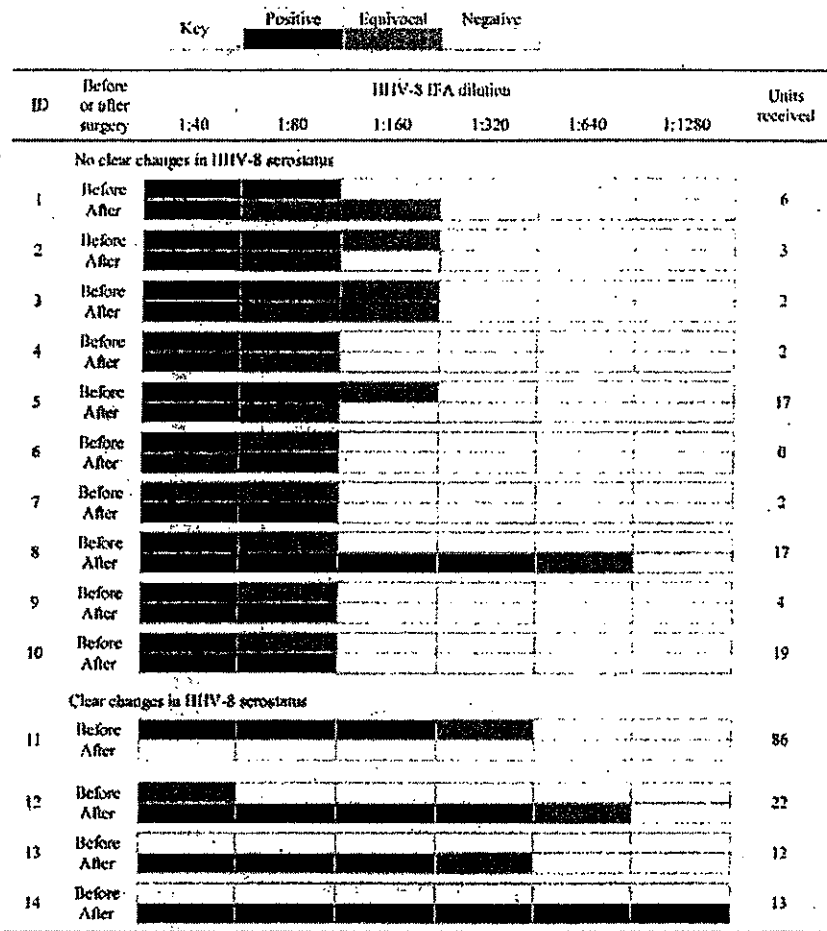 Key Positive Equivocal Negative
ID Before or after surgery HHV-8 IFA dilution Units received
1:40 1:80 1:160 1:320 1:640 1:1280
No clear changes in HHV-8 serostatus
1 Before After 6
2 Before After 3
3 Before After 2
4 Before After 2
5 Before After 17
6 Before After 0
7 Before After 2
8 Before After 17
9 Before After 4
10 Before After 19
Clear changes in HHV-8 serostatus
11 Before After 86
12 Before After 22
13 Before After 12
14 Before After 13